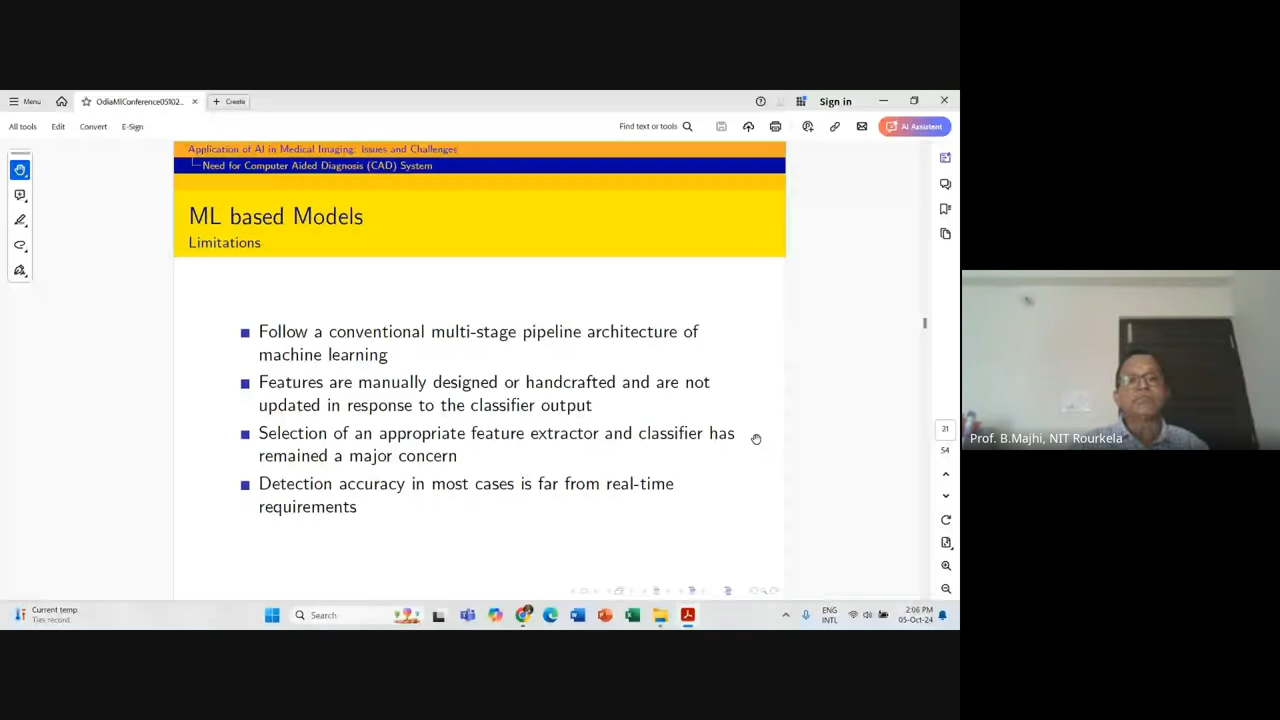 Menu
OdiaMIConference05102...
Create
Sign in
All tools
Edit
Convert
E-Sign
Find text or tools
AI Assistant
Application of AI in Medical Imaging: Issues and Challenges
Need for Computer Aided Diagnosis (CAD) System
ML based Models
Limitations
Follow a conventional multi-stage pipeline architecture of
machine learning
Features are manually designed or handcrafted and are not
updated in response to the classifier output
Selection of an appropriate feature extractor and classifier has
remained a major concern
Detection accuracy in most cases is far from real-time
requirements
21
54
Prof. B.Majhi, NIT Rourkela
Current temp.
Ties record
Search
ENG
INTL
2:06 PM
05-Oct-24